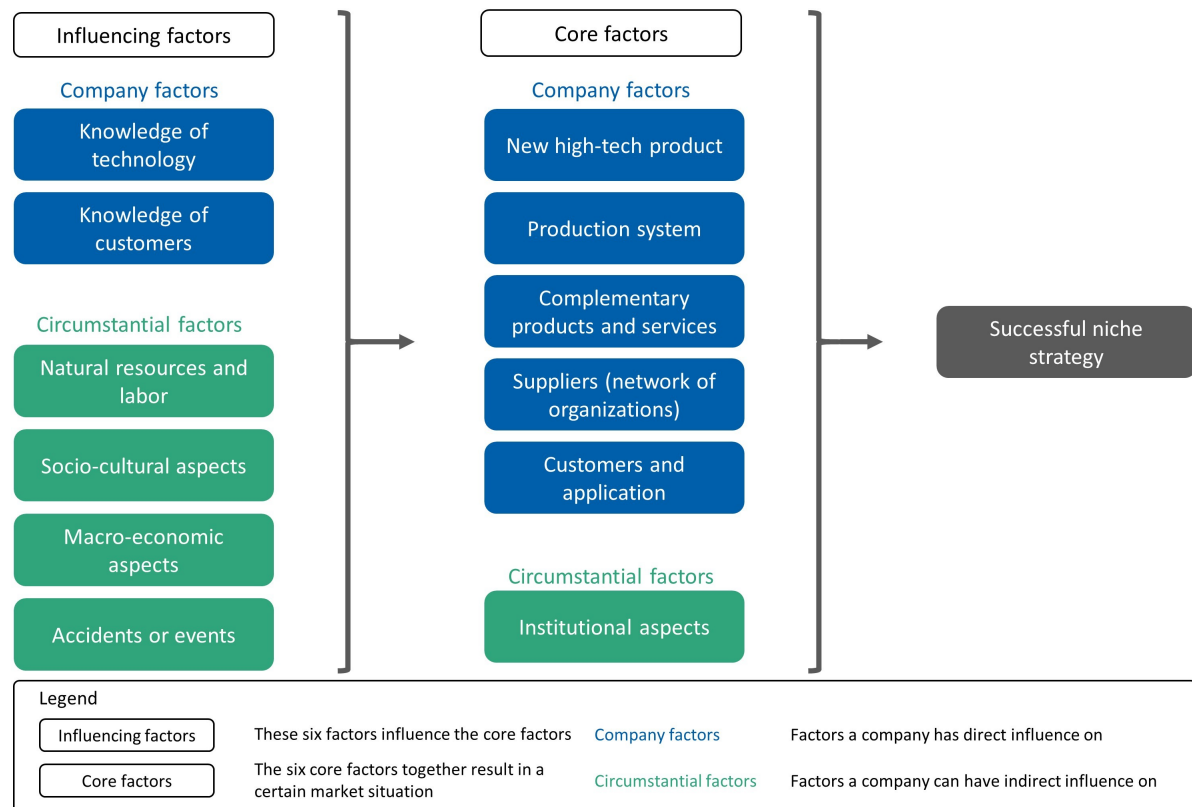 Influencing factors
Company factors
Knowledge of
technology
Knowledge of
customers
Circumstantial factors
Natural resources and
labor
Socio-cultural aspects
Macro-economic
aspects
Accidents or events
Core factors
Company factors
New high-tech product
Production system
Complementary
products and services
Suppliers (network of
organizations)
Customers and
application
Circumstantial factors
Institutional aspects
Successful niche
strategy
Legend
Influencing factors
These six factors influence the core factors
Core factors
The six core factors together result in a
certain market situation
Company factors
Factors a company has direct influence on
Circumstantial factors
Factors a company can have indirect influence on